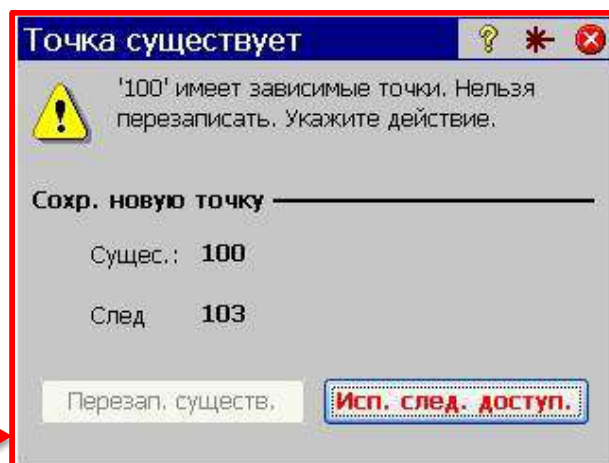 Точка существует
'100' имеет зависимые точки. Нельзя
перезаписать. Укажите действие.
Сохр. новую точку
Сущес.: 100
След 103
Перезап. существ. Исп. след. доступ.